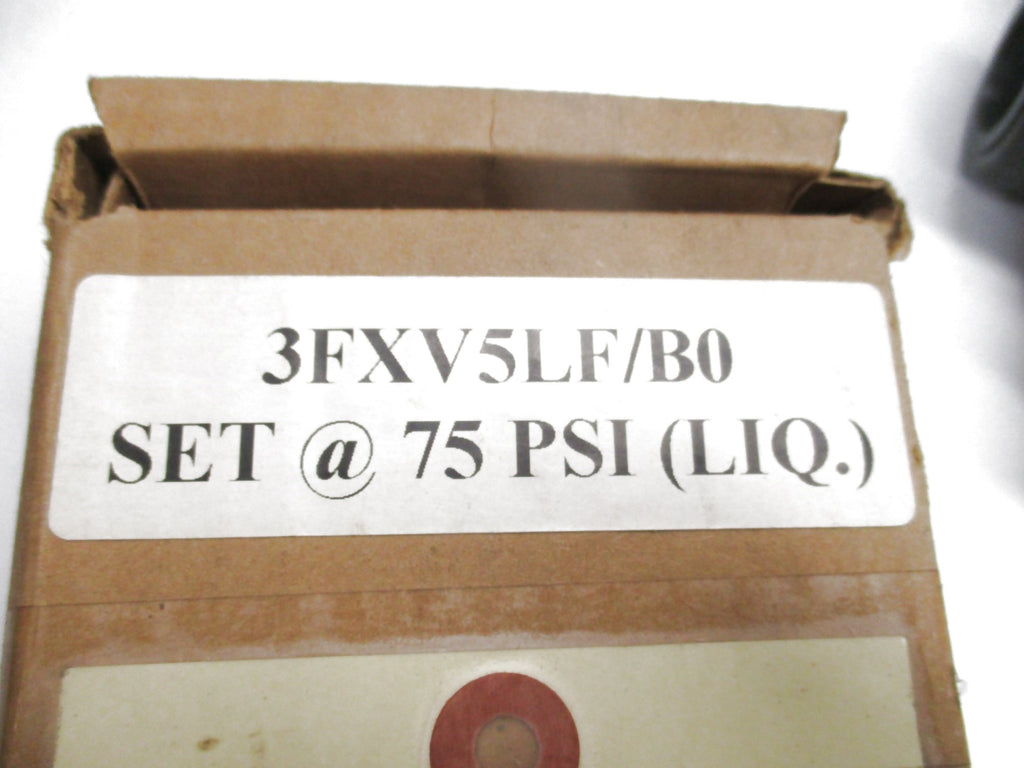 3FXV5LF/B0
SET @ 75 PSI (LIQ.)